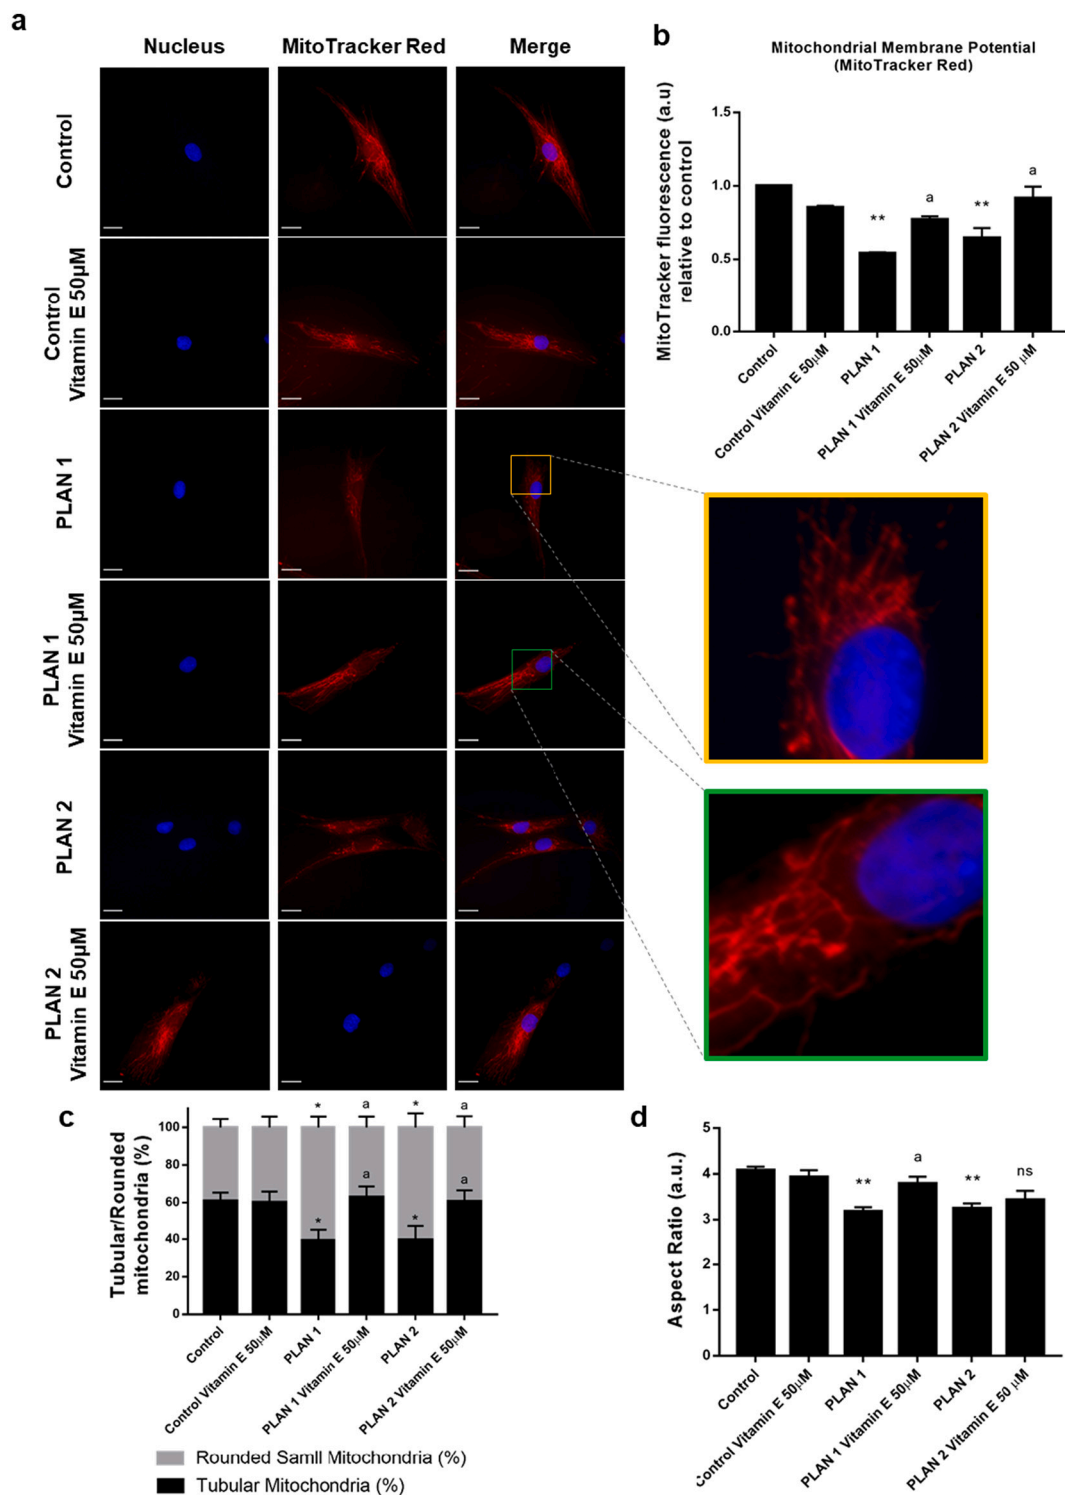 a
Nucleus MitoTracker Red Merge
Control
Control
Vitamin E 50µM
PLAN 1
PLAN 1
Vitamin E 50µM
PLAN 2
PLAN 2
Vitamin E 50µM
b
Mitochondrial Membrane Potential
(MitoTracker Red)
MitoTracker fluorescence (a.u)
relative to control
1.5
1.0
0.5
0.0
** a ** a
Control
Control Vitamin E 50µM
PLAN 1
PLAN 1 Vitamin E 50µM
PLAN 2
PLAN 2 Vitamin E 50 µM
c
Tubular/Rounded
mitochondria (%)
100
80
60
40
20
0
* a * a
* a * a
Control
Control Vitamin E 50µM
PLAN 1
PLAN 1 Vitamin E 50µM
PLAN 2
PLAN 2 Vitamin E 50µM
Rounded Samll Mitochondria (%)
Tubular Mitochondria (%)
d
Aspect Ratio (a.u.)
5
4
3
2
1
0
** a ** ns
Control
Control Vitamin E 50µM
PLAN 1
PLAN 1 Vitamin E 50µM
PLAN 2
PLAN 2 Vitamin E 50 µM